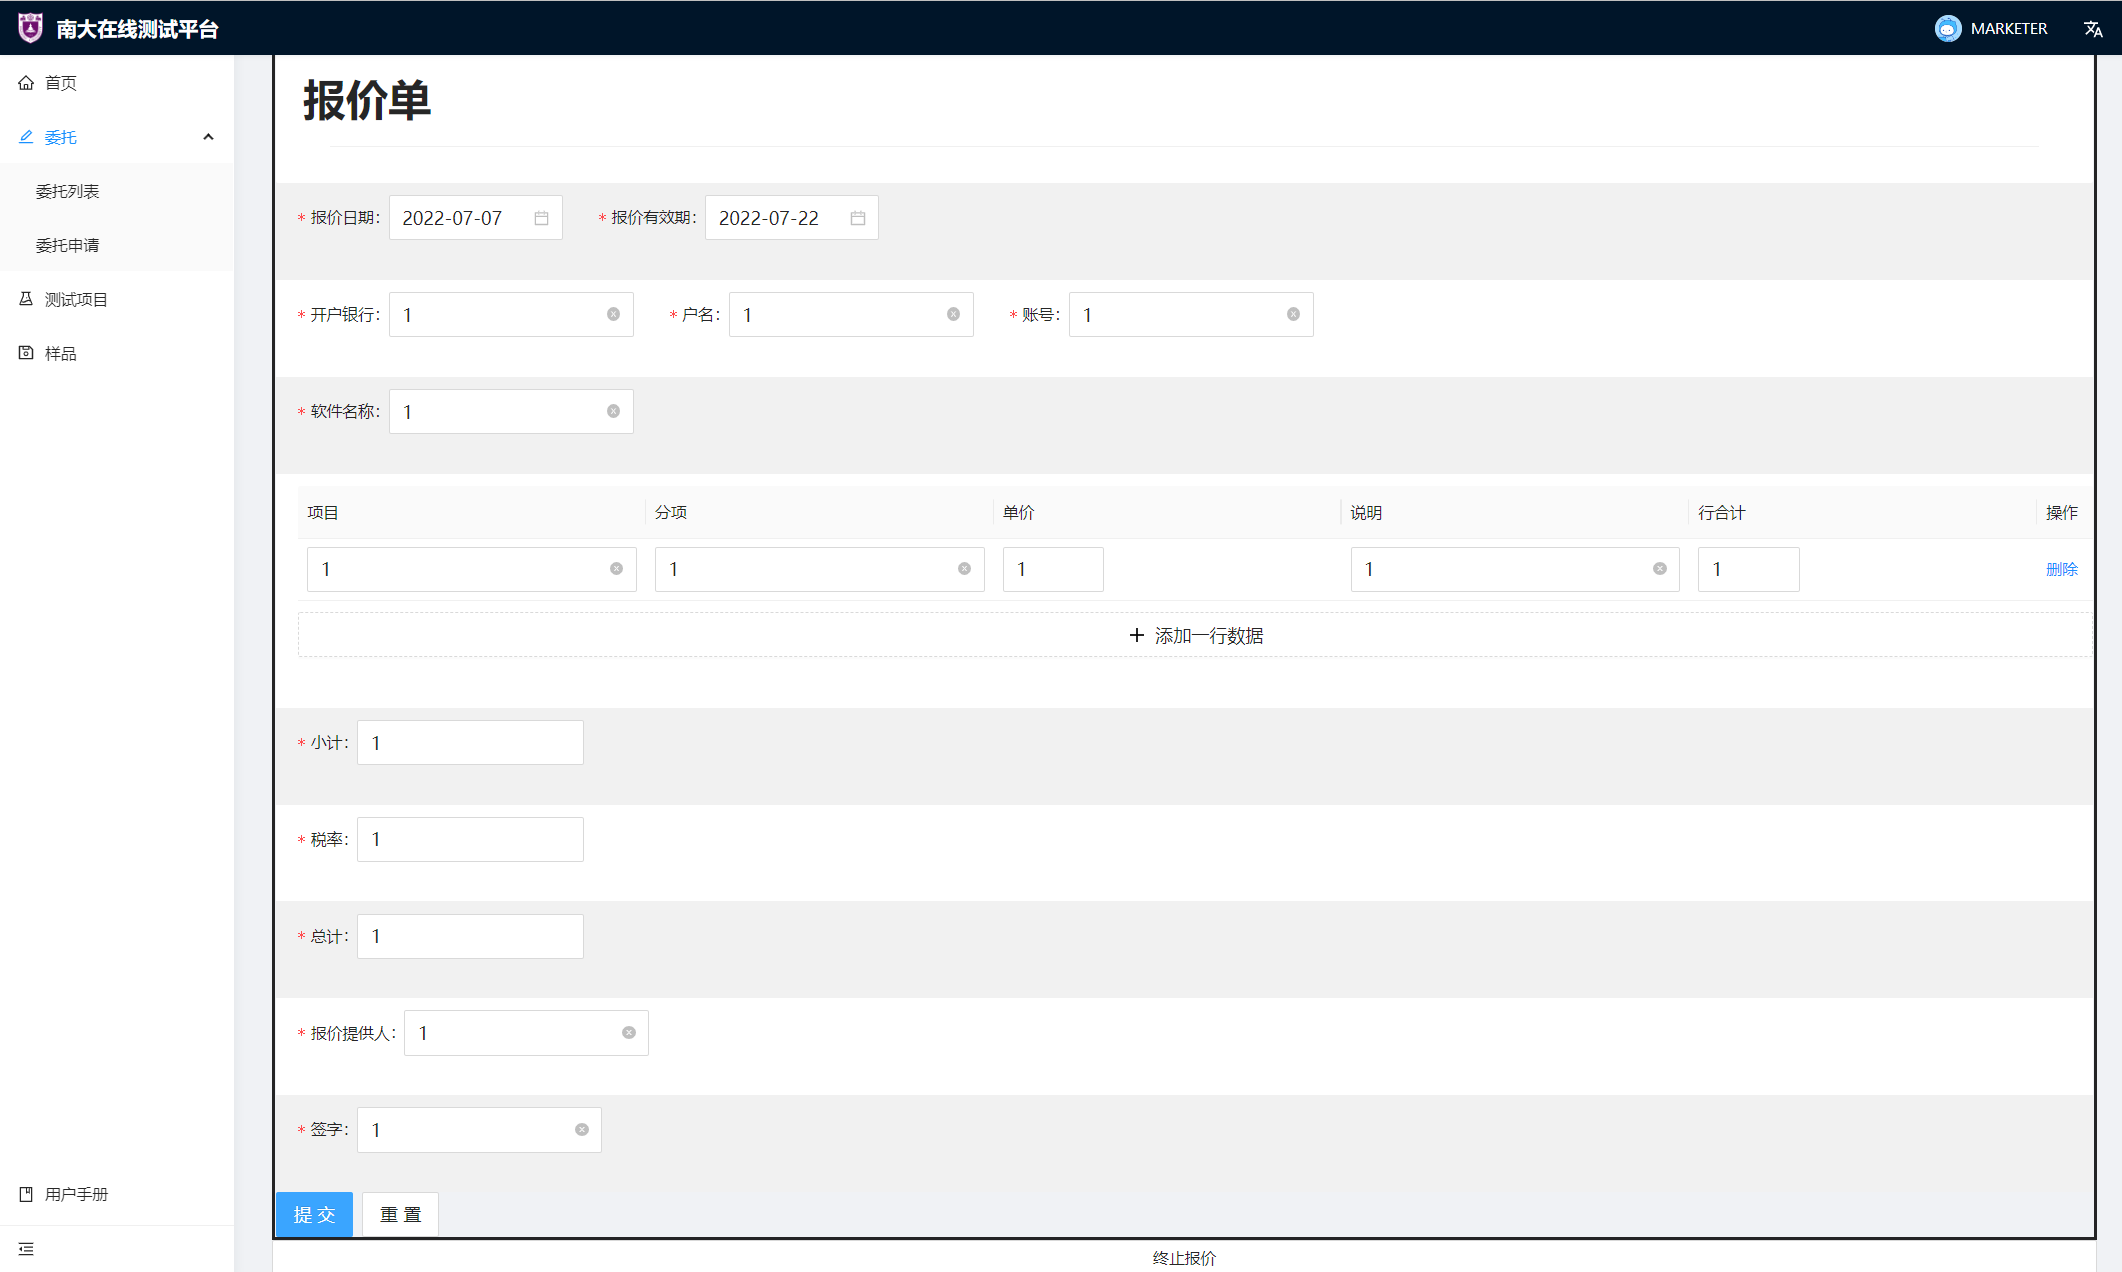 南大在线测试平台
MARKETER
首页
委托
委托列表
委托申请
测试项目
样品
用户手册
报价单
* 报价日期: 2022-07-07 * 报价有效期: 2022-07-22
* 开户银行: 1 * 户名: 1 * 账号: 1
* 软件名称: 1
项目 分项 单价 说明 行合计 操作
1 1 1 1 1 删除
+ 添加一行数据
* 小计: 1
* 税率: 1
* 总计: 1
* 报价提供人: 1
* 签字: 1
提交 重置
终止报价